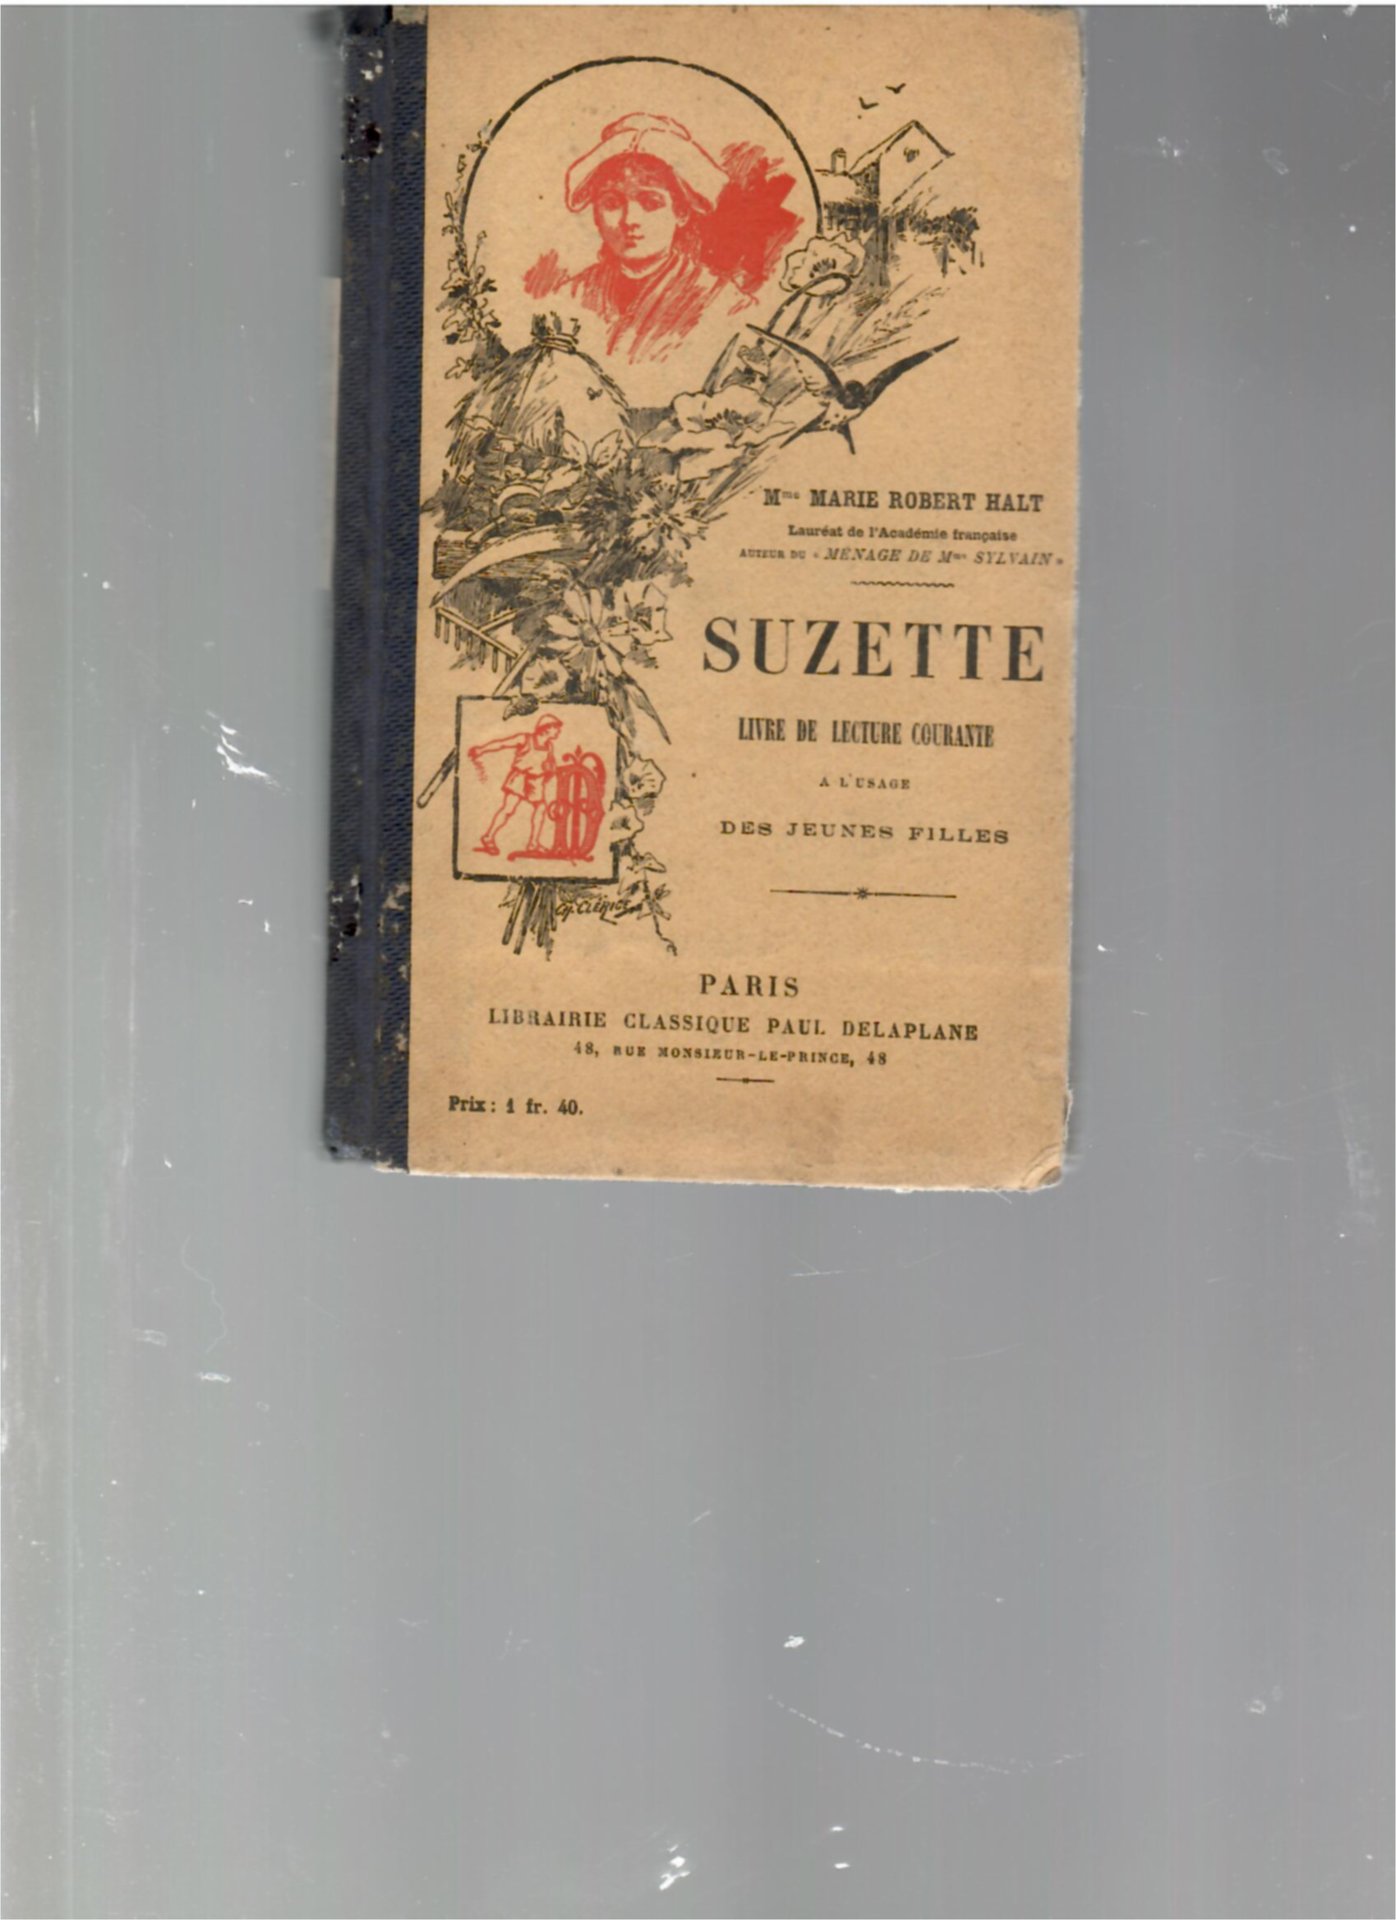 Mme MARIE ROBERT HALT
Lauréat de l'Académie française
AUTEUR DU « MÉNAGE DE Mme SYLVAIN »
SUZETTE
LIVRE DE LECTURE COURANTE
A L'USAGE
DES JEUNES FILLES
CH. CLÉRICE
PARIS
LIBRAIRIE CLASSIQUE PAUL DELAPLANE
48, RUE MONSIEUR-LE-PRINCE, 48
Prix : 1 fr. 40.